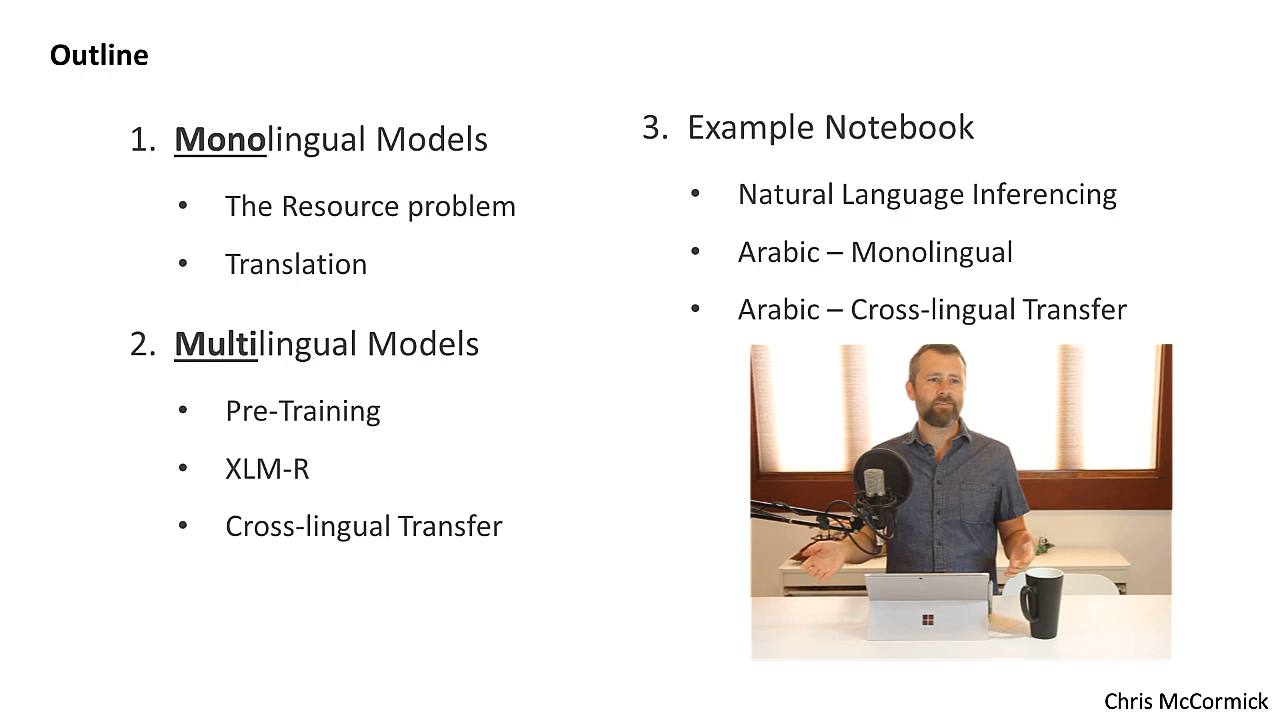 Outline
1. Monolingual Models
• The Resource problem
• Translation
2. Multilingual Models
• Pre-Training
• XLM-R
• Cross-lingual Transfer
3. Example Notebook
• Natural Language Inferencing
• Arabic – Monolingual
• Arabic – Cross-lingual Transfer
Chris McCormick